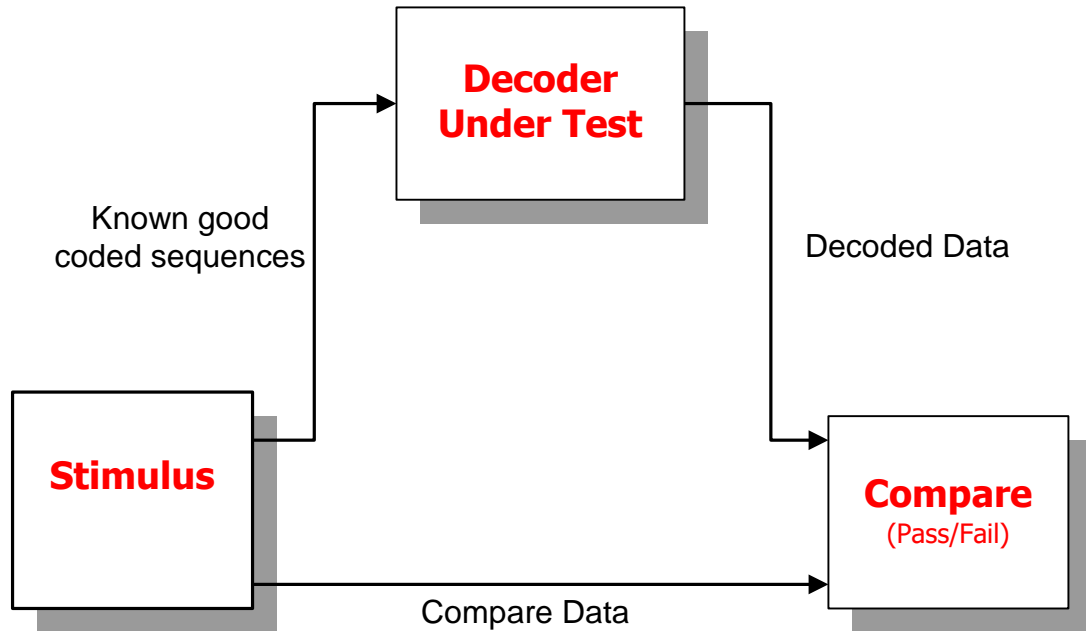 Decoder
Under Test
Known good
coded sequences
Decoded Data
Stimulus
Compare
(Pass/Fail)
Compare Data